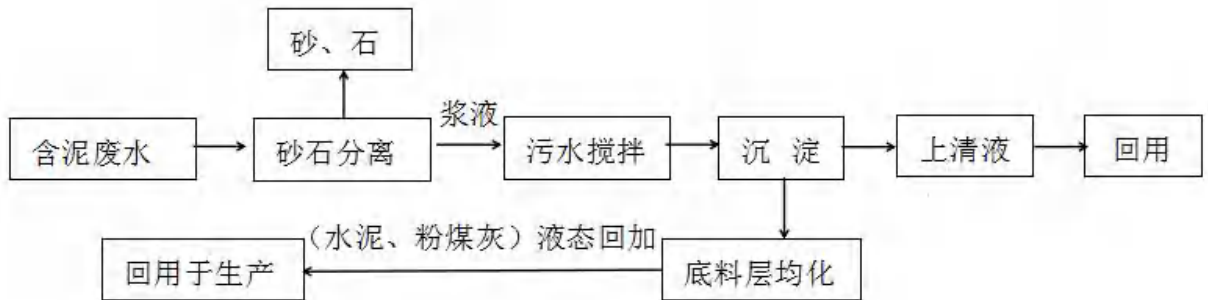 砂、石
浆液
含泥废水
砂石分离
污水搅拌
沉 淀
上清液
回用
（水泥、粉煤灰）液态回加
回用于生产
底料层均化